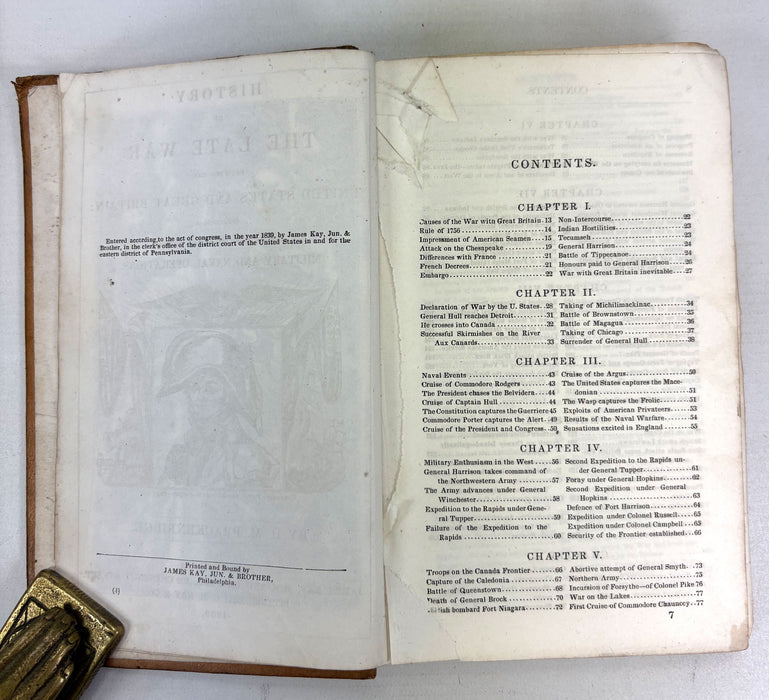 Entered according to the act of congress, in the year 1839, by James Kay, Jun. &
Brother, in the clerk's office of the district court of the United States in and for the
eastern district of Pennsylvania.
Printed and Bound by
JAMES KAY, JUN. & BROTHER,
Philadelphia.
CONTENTS.
CHAPTER I.
Causes of the War with Great Britain. 13
Rule of 1756 14
Impressment of American Seamen 15
Attack on the Chesapeake 19
Differences with France 21
French Decrees 21
Embargo 22
Non-Intercourse 22
Indian Hostilities 23
Tecumseh 23
General Harrison 24
Battle of Tippecanoe 24
Honours paid to General Harrison 26
War with Great Britain inevitable 27
CHAPTER II.
Declaration of War by the U. States. 28
General Hull reaches Detroit 31
He crosses into Canada 32
Successful Skirmishes on the River
Aux Canards 33
Taking of Michilimackinac 34
Battle of Brownstown 35
Battle of Magagua 36
Taking of Chicago 37
Surrender of General Hull 38
CHAPTER III.
Naval Events 43
Cruise of Commodore Rodgers 43
The President chases the Belvidera 44
Cruise of Captain Hull 44
The Constitution captures the Guerriere 45
Commodore Porter captures the Alert. 49
Cruise of the President and Congress. 50
Cruise of the Argus 50
The United States captures the Mace-
donian 51
The Wasp captures the Frolic 51
Exploits of American Privateers 53
Results of the Naval Warfare 54
Sensations excited in England 55
CHAPTER IV.
Military Enthusiasm in the West 56
General Harrison takes command of
the Northwestern Army 57
The Army advances under General
Winchester 58
Expedition to the Rapids under Gene-
ral Tupper 59
Failure of the Expedition to the
Rapids 60
Second Expedition to the Rapids un-
der General Tupper 61
Foray under General Hopkins 62
Second Expedition under General
Hopkins 63
Defence of Fort Harrison 64
Expedition under Colonel Russell 65
Expedition under Colonel Campbell 65
Security of the Frontier established 66
CHAPTER V.
Troops on the Canada Frontier 66
Capture of the Caledonia 67
Battle of Queenstown 68
Death of General Brock 70
bombard Fort Niagara 72
Abortive attempt of General Smyth. 73
Northern Army 75
Incursion of Forsythe—of Colonel Pike 76
War on the Lakes 77
First Cruise of Commodore Chauncey 77
7